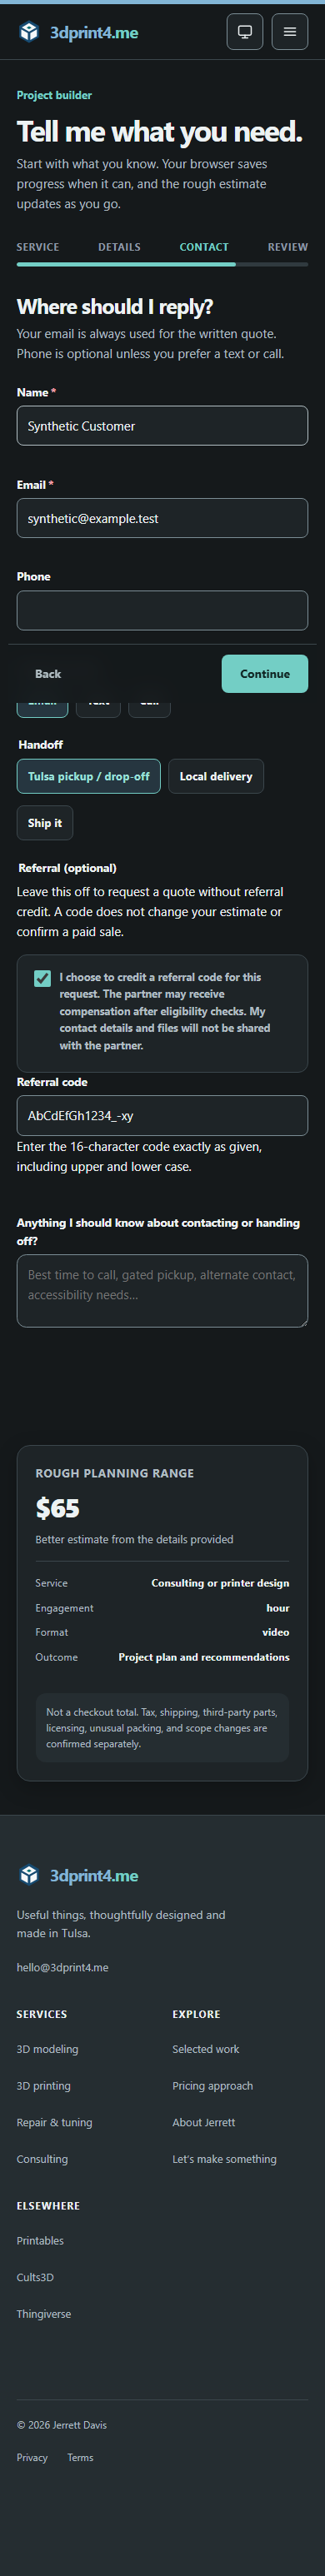 3dprint4.me
Project builder
Tell me what you need.
Start with what you know. Your browser saves
progress when it can, and the rough estimate
updates as you go.
SERVICE DETAILS CONTACT REVIEW
Where should I reply?
Your email is always used for the written quote.
Phone is optional unless you prefer a text or call.
Name *
Synthetic Customer
Email *
synthetic@example.test
Phone
Back Continue
Handoff
Tulsa pickup / drop-off Local delivery
Ship it
Referral (optional)
Leave this off to request a quote without referral
credit. A code does not change your estimate or
confirm a paid sale.
I choose to credit a referral code for this
request. The partner may receive
compensation after eligibility checks. My
contact details and files will not be shared
with the partner.
Referral code
AbCdEfGh1234_-xy
Enter the 16-character code exactly as given,
including upper and lower case.
Anything I should know about contacting or handing
off?
Best time to call, gated pickup, alternate contact,
accessibility needs...
ROUGH PLANNING RANGE
$65
Better estimate from the details provided
Service Consulting or printer design
Engagement hour
Format video
Outcome Project plan and recommendations
Not a checkout total. Tax, shipping, third-party parts,
licensing, unusual packing, and scope changes are
confirmed separately.
3dprint4.me
Useful things, thoughtfully designed and
made in Tulsa.
hello@3dprint4.me
SERVICES EXPLORE
3D modeling Selected work
3D printing Pricing approach
Repair & tuning About Jerrett
Consulting Let's make something
ELSEWHERE
Printables
Cults3D
Thingiverse
© 2026 Jerrett Davis
Privacy Terms